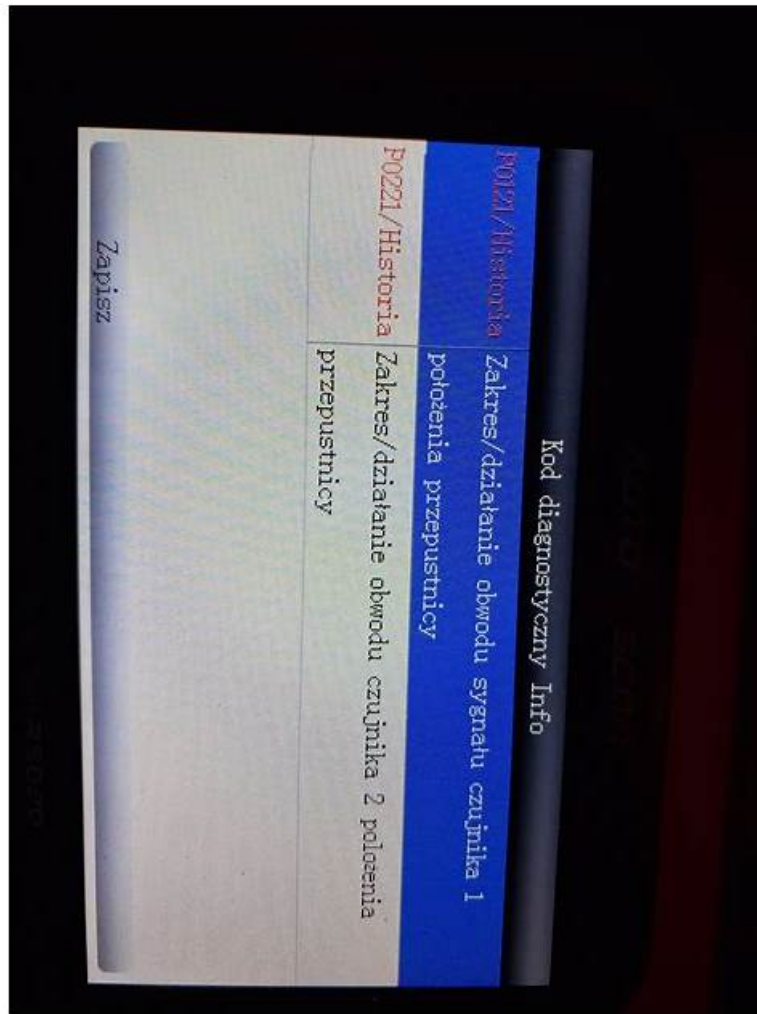 Kod diagnostyczny Info
P0121/Historia Zakres/działanie obwodu sygnału czujnika 1
położenia przepustnicy
P0221/Historia Zakres/działanie obwodu czujnika 2 położenia
przepustnicy
Zapisz